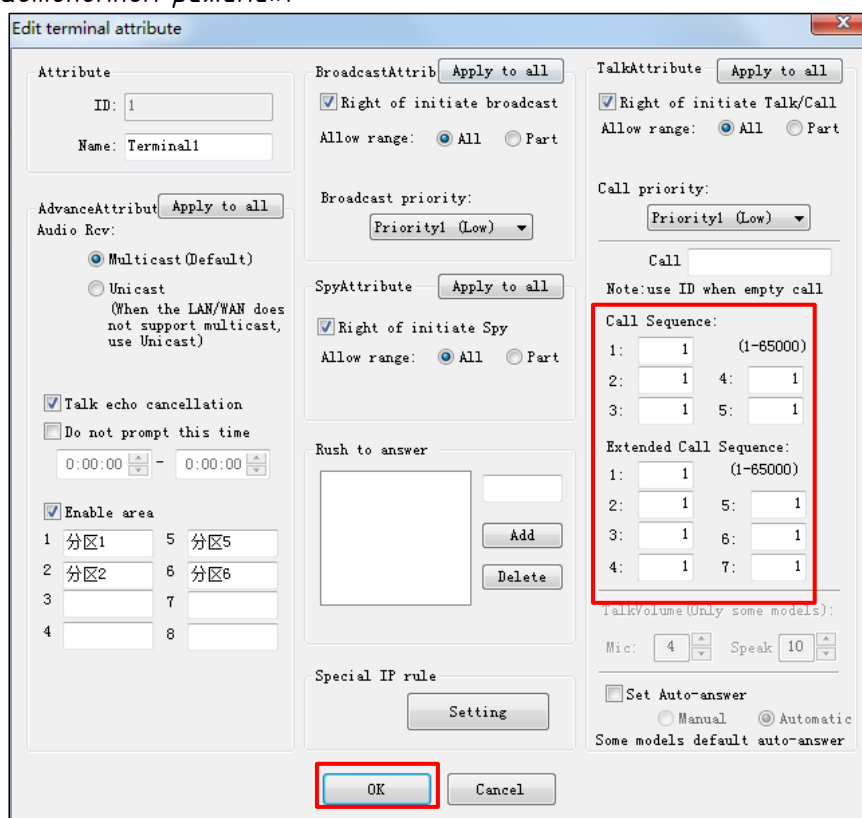 дополнительном режиме...
Edit terminal attribute
Attribute
ID: 1
Name: Terminal1
AdvanceAttribut Apply to all
Audio Rcv:
Multicast(Default)
Unicast
(When the LAN/WAN does
not support multicast,
use Unicast)
Talk echo cancellation
Do not prompt this time
0:00:00 - 0:00:00
Enable area
1 分区1 5 分区5
2 分区2 6 分区6
3 7
4 8
BroadcastAttrib Apply to all
Right of initiate broadcast
Allow range: All Part
Broadcast priority:
Priority1 (Low)
SpyAttribute Apply to all
Right of initiate Spy
Allow range: All Part
Rush to answer
Add
Delete
Special IP rule
Setting
TalkAttribute Apply to all
Right of initiate Talk/Call
Allow range: All Part
Call priority:
Priority1 (Low)
Call
Note:use ID when empty call
Call Sequence:
1: 1 (1-65000)
2: 1 4: 1
3: 1 5: 1
Extended Call Sequence:
1: 1 (1-65000)
2: 1 5: 1
3: 1 6: 1
4: 1 7: 1
TalkVolume(Only some models):
Mic: 4 Speak 10
Set Auto-answer
Manual Automatic
Some models default auto-answer
OK Cancel